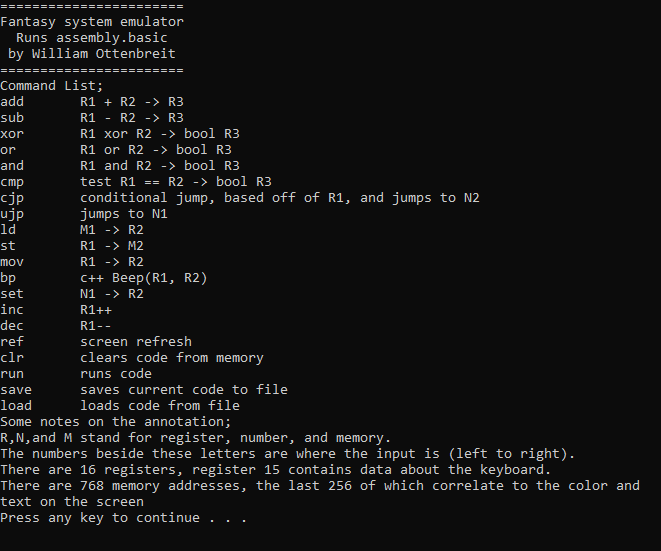 =======================
Fantasy system emulator
Runs assembly.basic
by William Ottenbreit
=======================
Command List;
add R1 + R2 -> R3
sub R1 - R2 -> R3
xor R1 xor R2 -> bool R3
or R1 or R2 -> bool R3
and R1 and R2 -> bool R3
cmp test R1 == R2 -> bool R3
cjp conditional jump, based off of R1, and jumps to N2
ujp jumps to N1
ld M1 -> R2
st R1 -> M2
mov R1 -> R2
bp c++ Beep(R1, R2)
set N1 -> R2
inc R1++
dec R1--
ref screen refresh
clr clears code from memory
run runs code
save saves current code to file
load loads code from file
Some notes on the annotation;
R,N,and M stand for register, number, and memory.
The numbers beside these letters are where the input is (left to right).
There are 16 registers, register 15 contains data about the keyboard.
There are 768 memory addresses, the last 256 of which correlate to the color and
text on the screen
Press any key to continue . . .